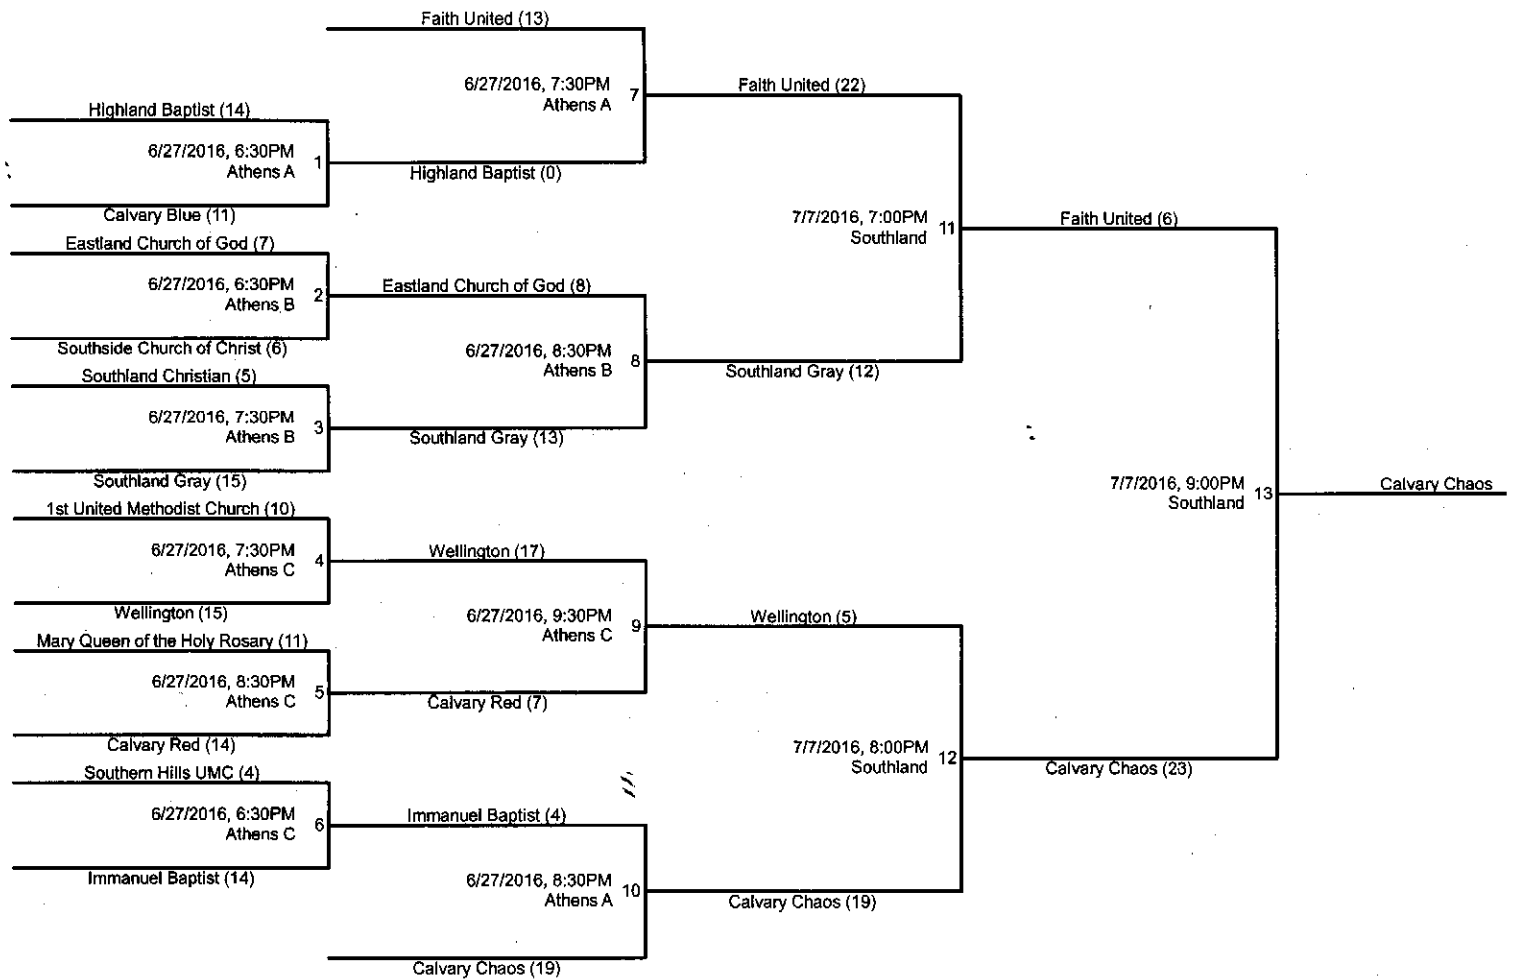 Faith United (13)
6/27/2016, 7:30PM
Athens A
7
Faith United (22)
Highland Baptist (14)
6/27/2016, 6:30PM
Athens A
1
Highland Baptist (0)
Calvary Blue (11)
7/7/2016, 7:00PM
Southland
11
Faith United (6)
Eastland Church of God (7)
6/27/2016, 6:30PM
Athens B
2
Eastland Church of God (8)
Southside Church of Christ (6)
6/27/2016, 8:30PM
Athens B
8
Southland Gray (12)
Southland Christian (5)
6/27/2016, 7:30PM
Athens B
3
Southland Gray (13)
Southland Gray (15)
7/7/2016, 9:00PM
Southland
13
Calvary Chaos
1st United Methodist Church (10)
6/27/2016, 7:30PM
Athens C
4
Wellington (17)
Wellington (15)
6/27/2016, 9:30PM
Athens C
9
Wellington (5)
Mary Queen of the Holy Rosary (11)
6/27/2016, 8:30PM
Athens C
5
Calvary Red (7)
Calvary Red (14)
7/7/2016, 8:00PM
Southland
12
Calvary Chaos (23)
Southern Hills UMC (4)
6/27/2016, 6:30PM
Athens C
6
Immanuel Baptist (4)
Immanuel Baptist (14)
6/27/2016, 8:30PM
Athens A
10
Calvary Chaos (19)
Calvary Chaos (19)